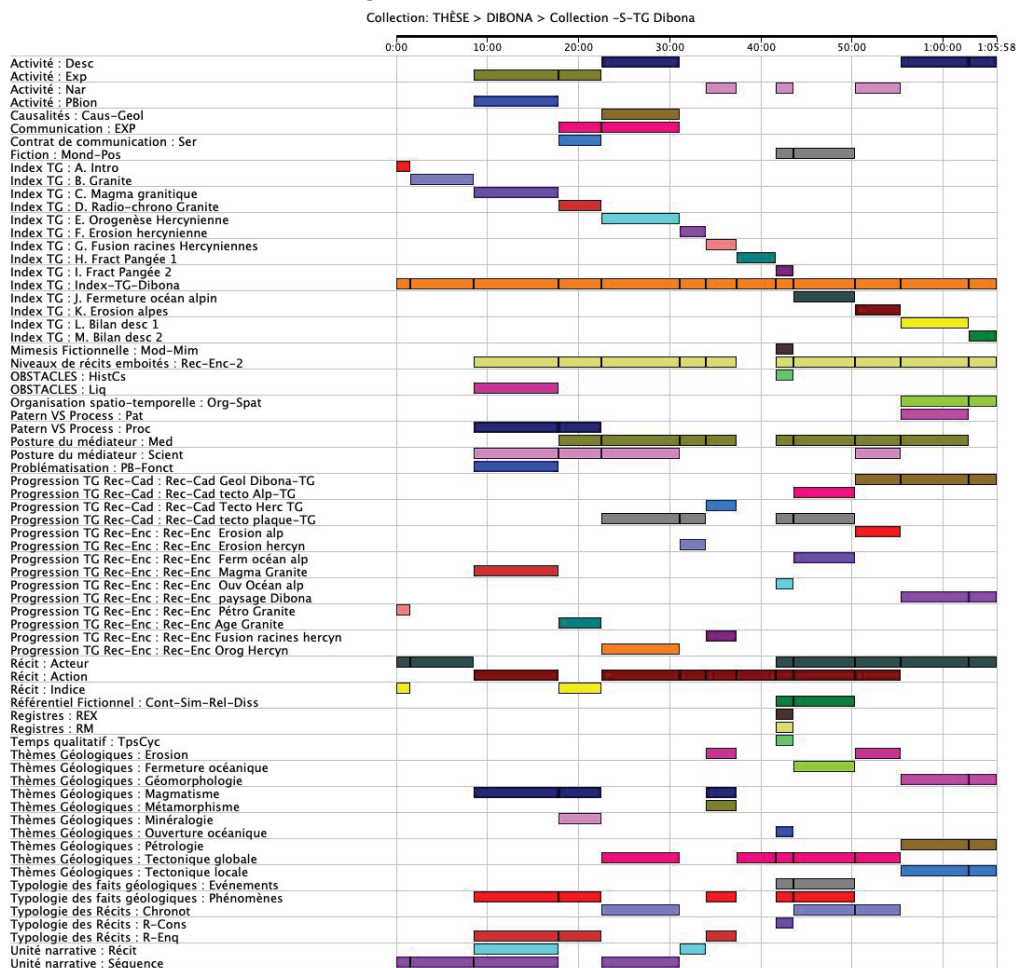 Collection: THÈSE > DIBONA > Collection -S-TG Dibona
0:00 10:00 20:00 30:00 40:00 50:00 1:00:00 1:05:58
Activité : Desc
Activité : Exp
Activité : Nar
Activité : PBion
Causalités : Caus-Geol
Communication : EXP
Contrat de communication : Ser
Fiction : Mond-Pos
Index TG : A. Intro
Index TG : B. Granite
Index TG : C. Magma granitique
Index TG : D. Radio-chrono Granite
Index TG : E. Orogenèse Hercynienne
Index TG : F. Erosion hercynienne
Index TG : G. Fusion racines Hercyniennes
Index TG : H. Fract Pangée 1
Index TG : I. Fract Pangée 2
Index TG : Index-TG-Dibona
Index TG : J. Fermeture océan alpin
Index TG : K. Erosion alpes
Index TG : L. Bilan desc 1
Index TG : M. Bilan desc 2
Mimesis Fictionnelle : Mod-Mim
Niveaux de récits emboités : Rec-Enc-2
OBSTACLES : HistCs
OBSTACLES : Liq
Organisation spatio-temporelle : Org-Spat
Patern VS Process : Pat
Patern VS Process : Proc
Posture du médiateur : Med
Posture du médiateur : Scient
Problématisation : PB-Fonct
Progression TG Rec-Cad : Rec-Cad Geol Dibona-TG
Progression TG Rec-Cad : Rec-Cad tecto Alp-TG
Progression TG Rec-Cad : Rec-Cad Tecto Herc TG
Progression TG Rec-Cad : Rec-Cad tecto plaque-TG
Progression TG Rec-Enc : Rec-Enc Erosion alp
Progression TG Rec-Enc : Rec-Enc Erosion hercyn
Progression TG Rec-Enc : Rec-Enc Ferm océan alp
Progression TG Rec-Enc : Rec-Enc Magma Granite
Progression TG Rec-Enc : Rec-Enc Ouv Océan alp
Progression TG Rec-Enc : Rec-Enc paysage Dibona
Progression TG Rec-Enc : Rec-Enc Pétro Granite
Progression TG Rec-Enc : Rec-Enc Age Granite
Progression TG Rec-Enc : Rec-Enc Fusion racines hercyn
Progression TG Rec-Enc : Rec-Enc Orog Hercyn
Récit : Acteur
Récit : Action
Récit : Indice
Référentiel Fictionnel : Cont-Sim-Rel-Diss
Registres : REX
Registres : RM
Temps qualitatif : TpsCyc
Thèmes Géologiques : Erosion
Thèmes Géologiques : Fermeture océanique
Thèmes Géologiques : Géomorphologie
Thèmes Géologiques : Magmatisme
Thèmes Géologiques : Métamorphisme
Thèmes Géologiques : Minéralogie
Thèmes Géologiques : Ouverture océanique
Thèmes Géologiques : Pétrologie
Thèmes Géologiques : Tectonique globale
Thèmes Géologiques : Tectonique locale
Typologie des faits géologiques : Evénements
Typologie des faits géologiques : Phénomènes
Typologie des Récits : Chronot
Typologie des Récits : R-Cons
Typologie des Récits : R-Enq
Unité narrative : Récit
Unité narrative : Séquence